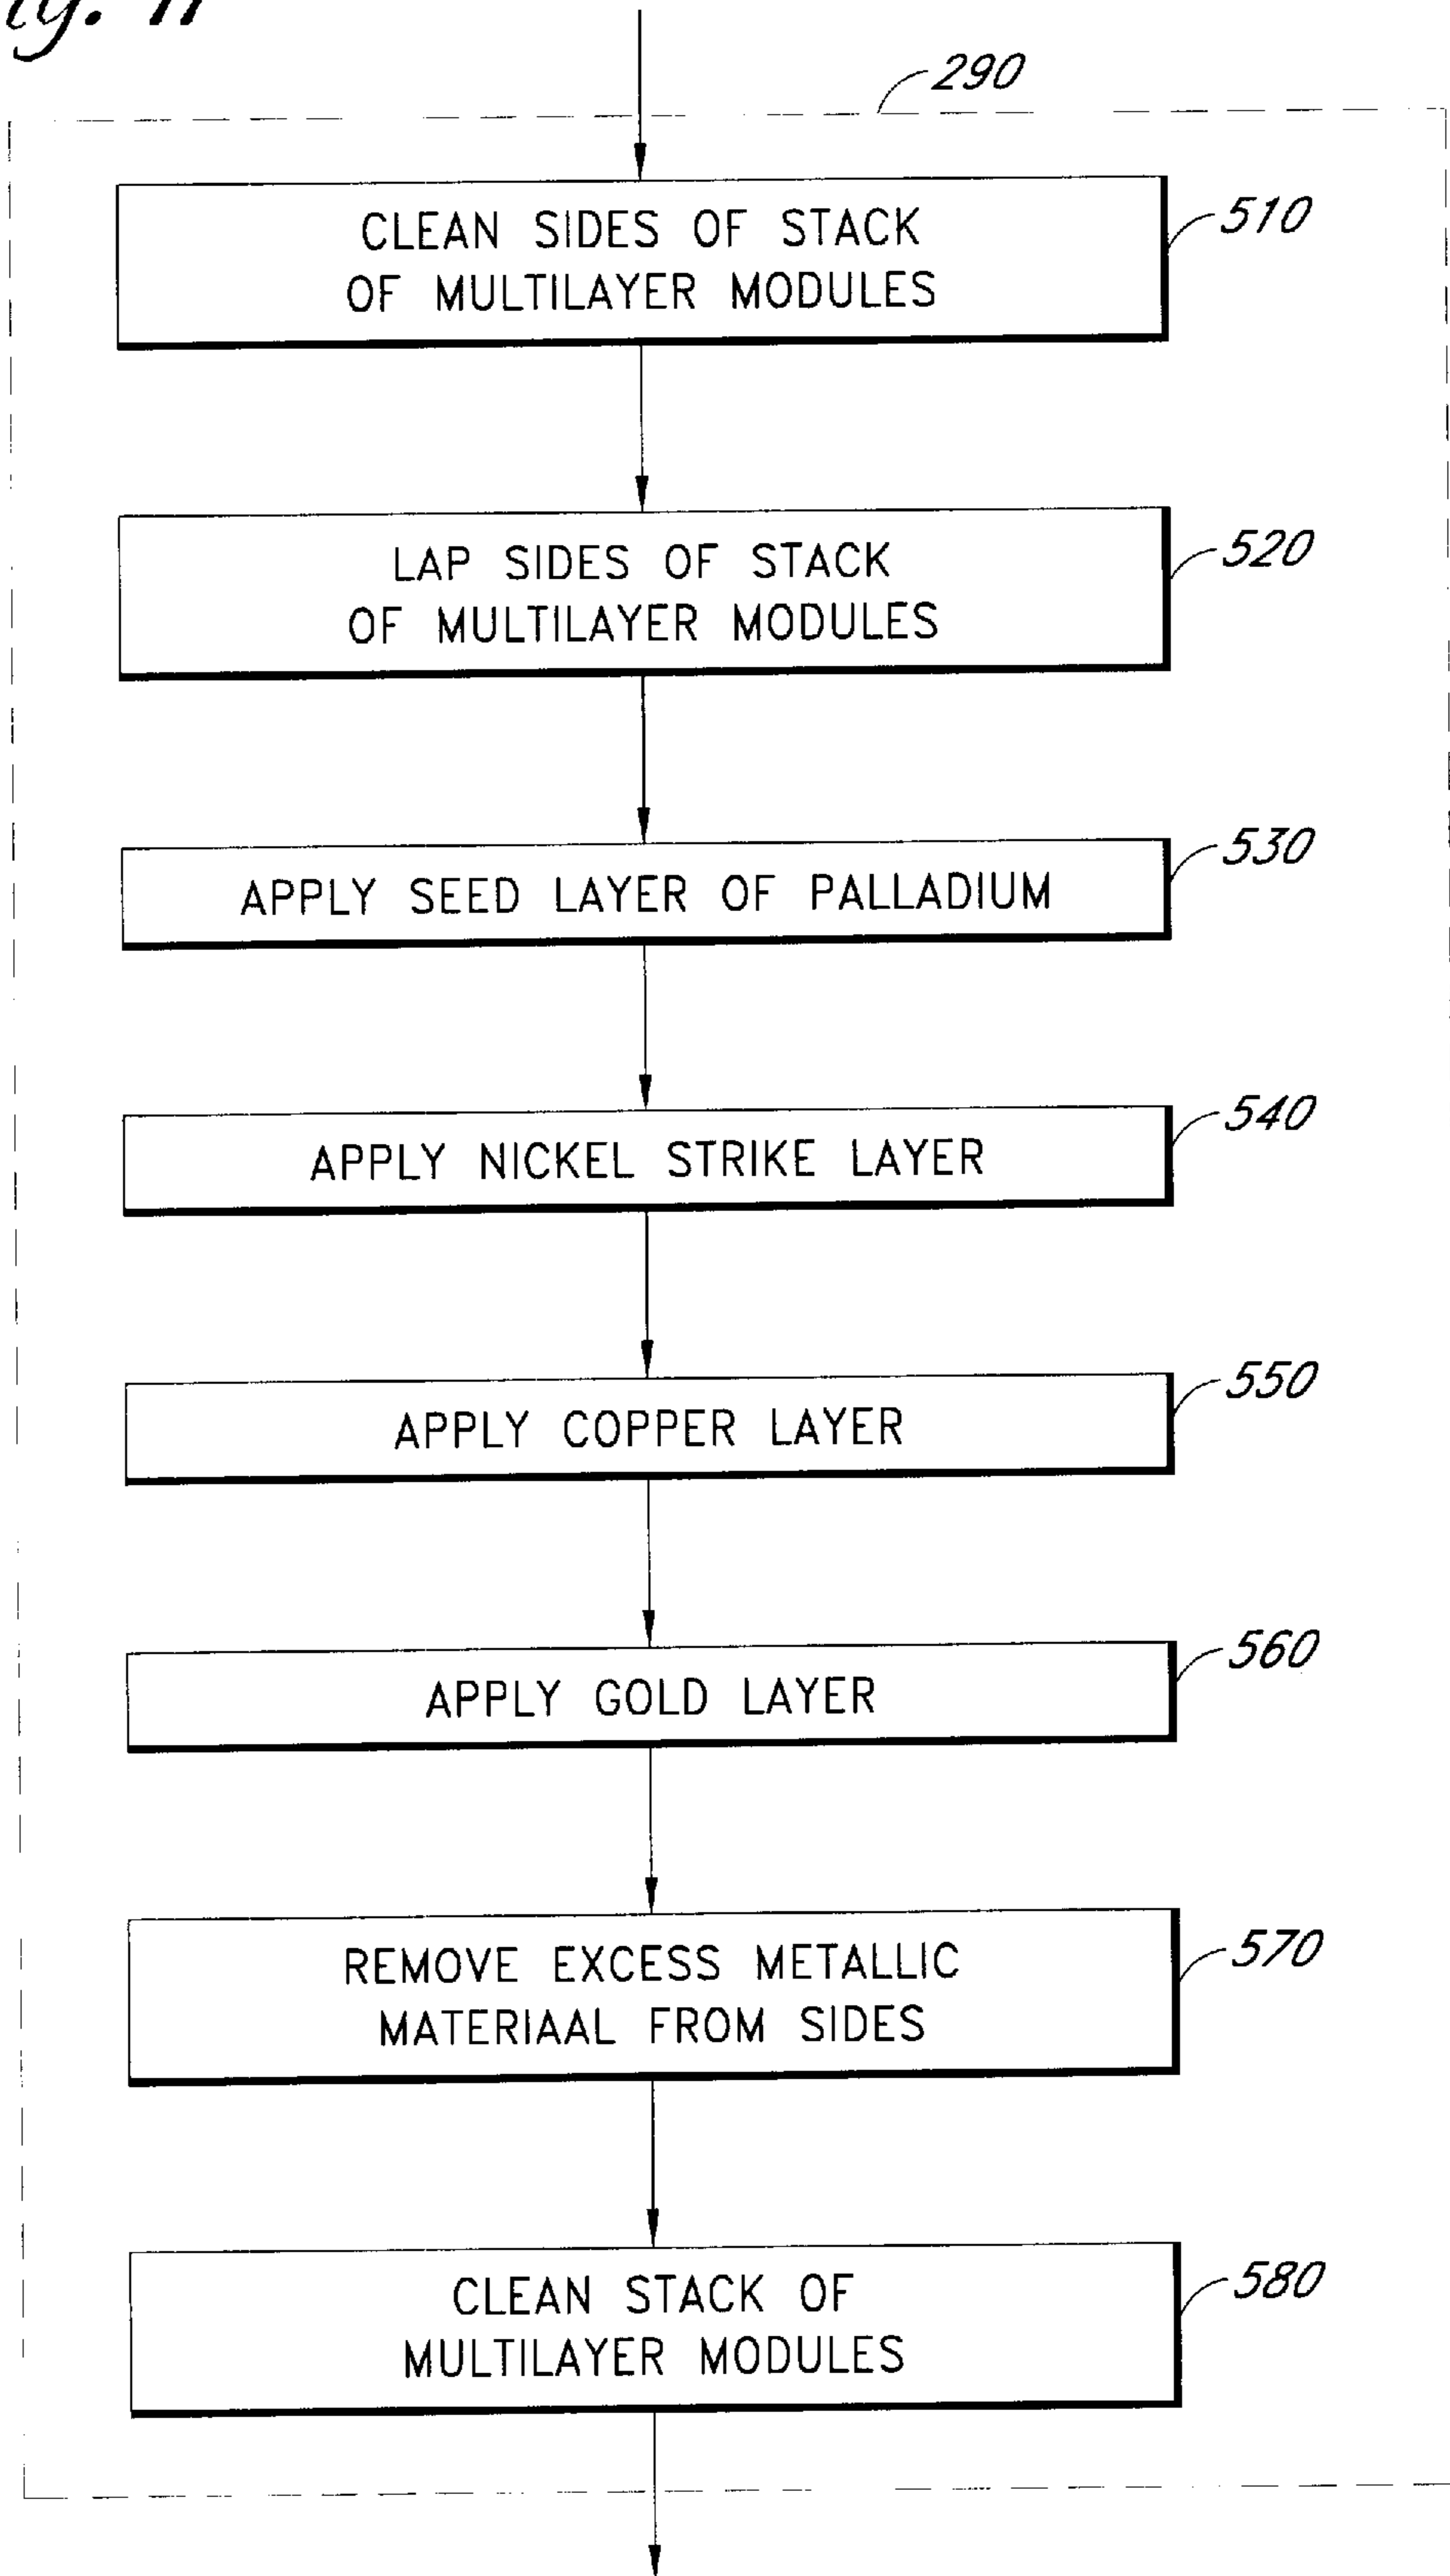 290
CLEAN SIDES OF STACK
OF MULTILAYER MODULES
510
LAP SIDES OF STACK
OF MULTILAYER MODULES
520
APPLY SEED LAYER OF PALLADIUM
530
APPLY NICKEL STRIKE LAYER
540
APPLY COPPER LAYER
550
APPLY GOLD LAYER
560
REMOVE EXCESS METALLIC
MATERIAAL FROM SIDES
570
CLEAN STACK OF
MULTILAYER MODULES
580